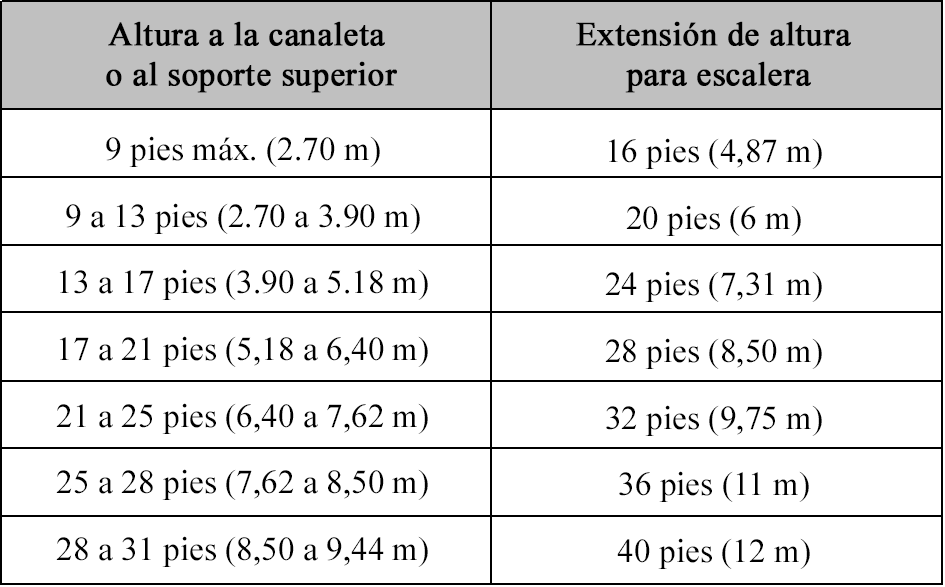 Altura a la canaleta
o al soporte superior
Extensión de altura
para escalera
9 pies máx. (2.70 m)
16 pies (4,87 m)
9 a 13 pies (2.70 a 3.90 m)
20 pies (6 m)
13 a 17 pies (3.90 a 5.18 m)
24 pies (7,31 m)
17 a 21 pies (5,18 a 6,40 m)
28 pies (8,50 m)
21 a 25 pies (6,40 a 7,62 m)
32 pies (9,75 m)
25 a 28 pies (7,62 a 8,50 m)
36 pies (11 m)
28 a 31 pies (8,50 a 9,44 m)
40 pies (12 m)